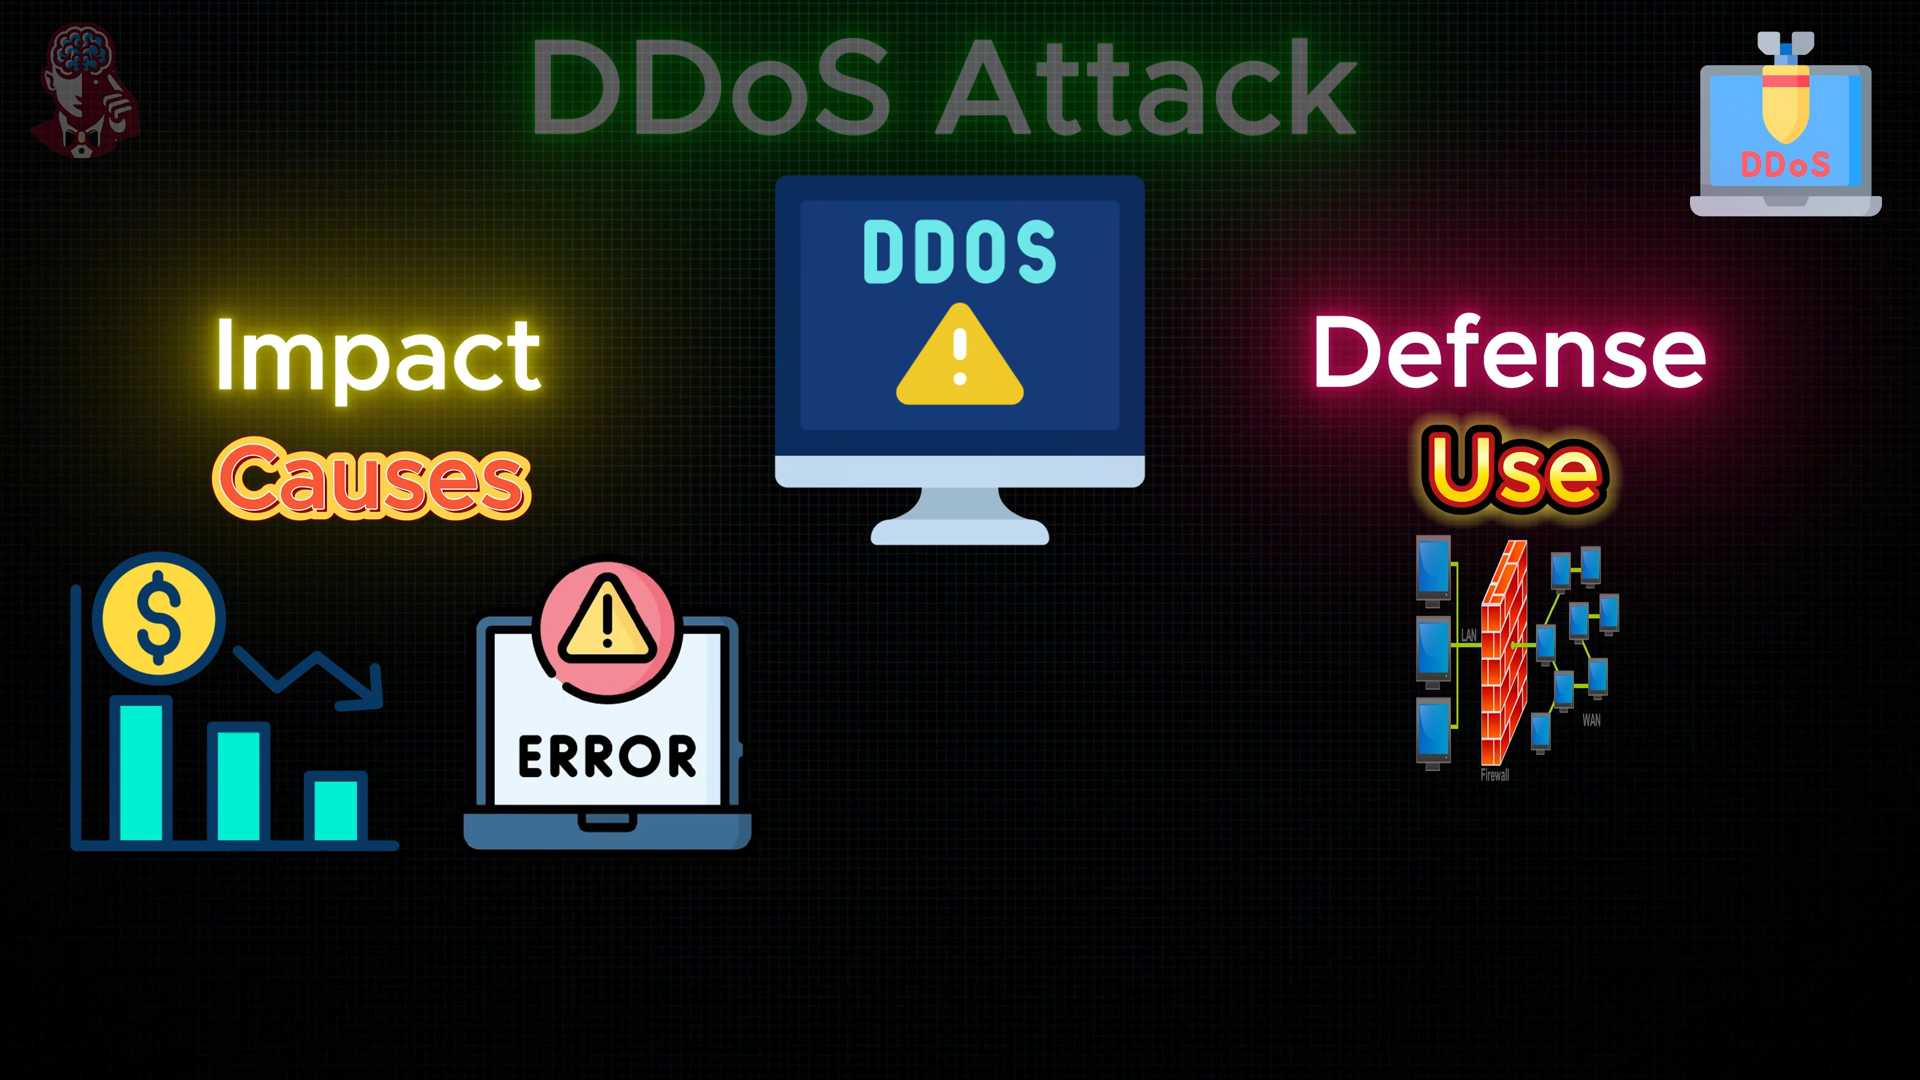 DDoS Attack
DDoS
DDOS
Impact
Defense
Causes
Use
LAN
WAN
Firewall
ERROR